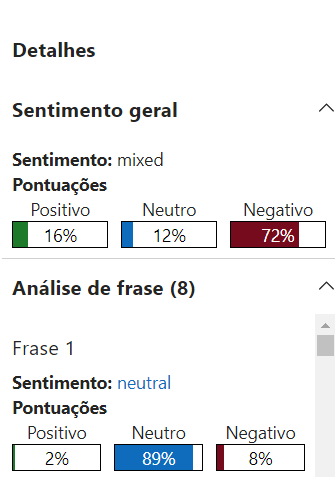 Detalhes
Sentimento geral
Sentimento: mixed
Pontuações
Positivo Neutro Negativo
16% 12% 72%
Análise de frase (8)
Frase 1
Sentimento: neutral
Pontuações
Positivo Neutro Negativo
2% 89% 8%